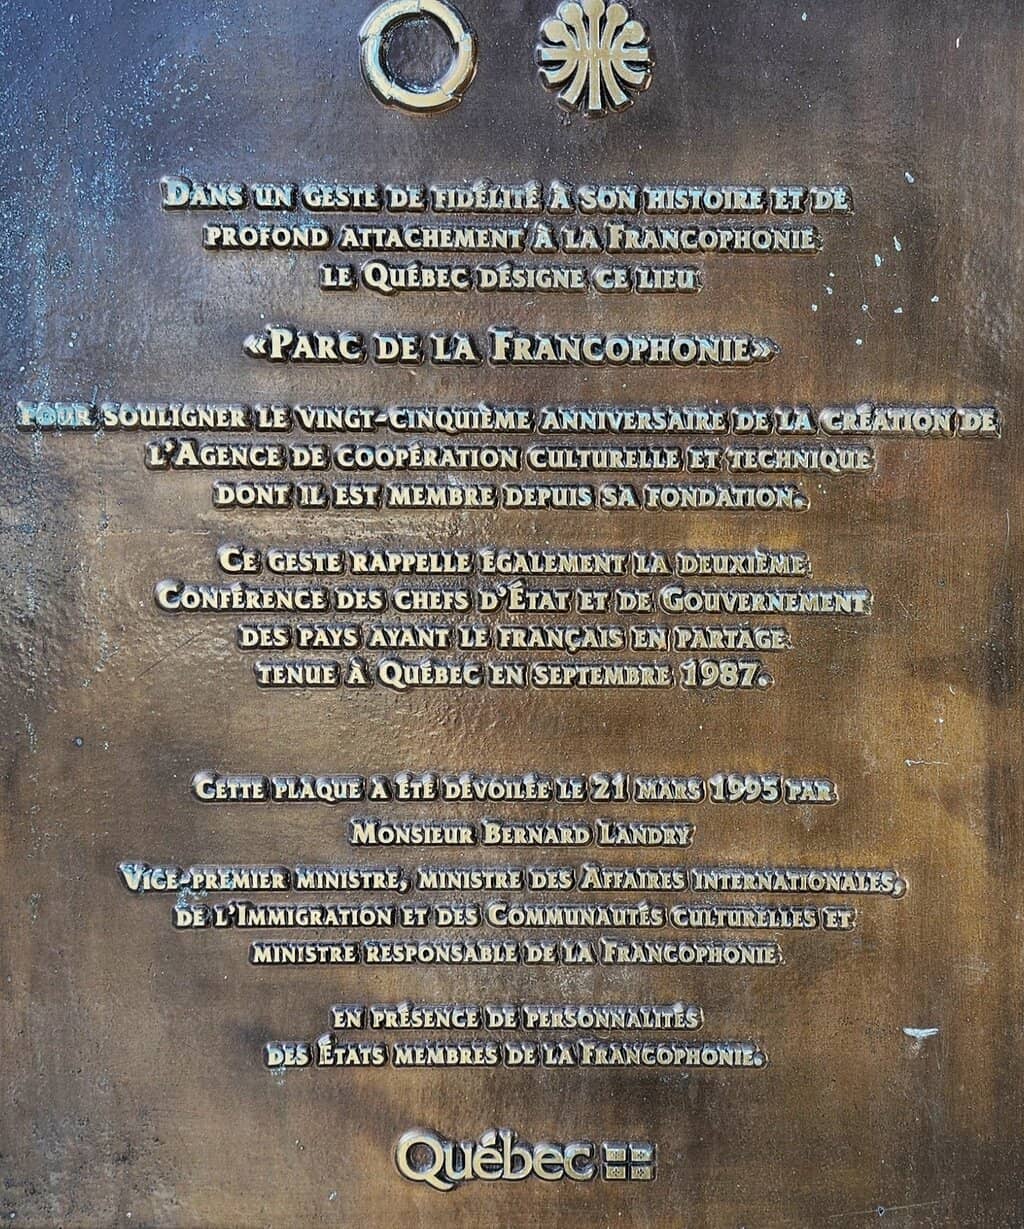 Dans un geste de fidélité à son histoire et de
profond attachement à la Francophonie
le Québec désigne ce lieu
«Parc de la Francophonie»
pour souligner le vingt-cinquième anniversaire de la création de
l'Agence de coopération culturelle et technique
dont il est membre depuis sa fondation.
Ce geste rappelle également la deuxième
Conférence des chefs d'État et de Gouvernement
des pays ayant le français en partage
tenue à Québec en septembre 1987.
Cette plaque a été dévoilée le 21 mars 1995 par
Monsieur Bernard Landry
Vice-premier ministre, ministre des Affaires internationales,
de l'Immigration et des Communautés culturelles et
ministre responsable de la Francophonie
en présence de personnalités
des États membres de la Francophonie.
Québec